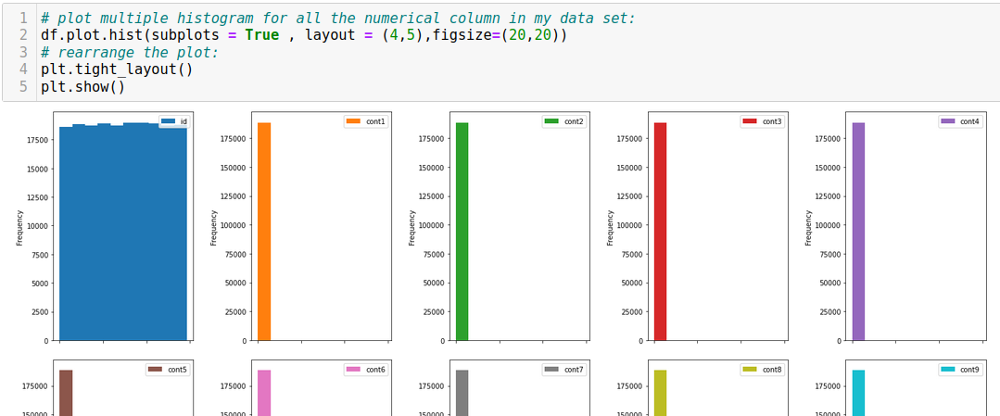 1 # plot multiple histogram for all the numerical column in my data set:
2 df.plot.hist(subplots = True , layout = (4,5),figsize=(20,20))
3 # rearrange the plot:
4 plt.tight_layout()
5 plt.show()
id
17500
15000
12500
10000
7500
5000
2500
0
Frequency
cont1
175000
150000
125000
100000
75000
50000
25000
0
Frequency
cont2
175000
150000
125000
100000
75000
50000
25000
0
Frequency
cont3
175000
150000
125000
100000
75000
50000
25000
0
Frequency
cont4
175000
150000
125000
100000
75000
50000
25000
0
Frequency
cont5
175000
150000
cont6
175000
150000
cont7
175000
150000
cont8
175000
150000
cont9
175000
150000